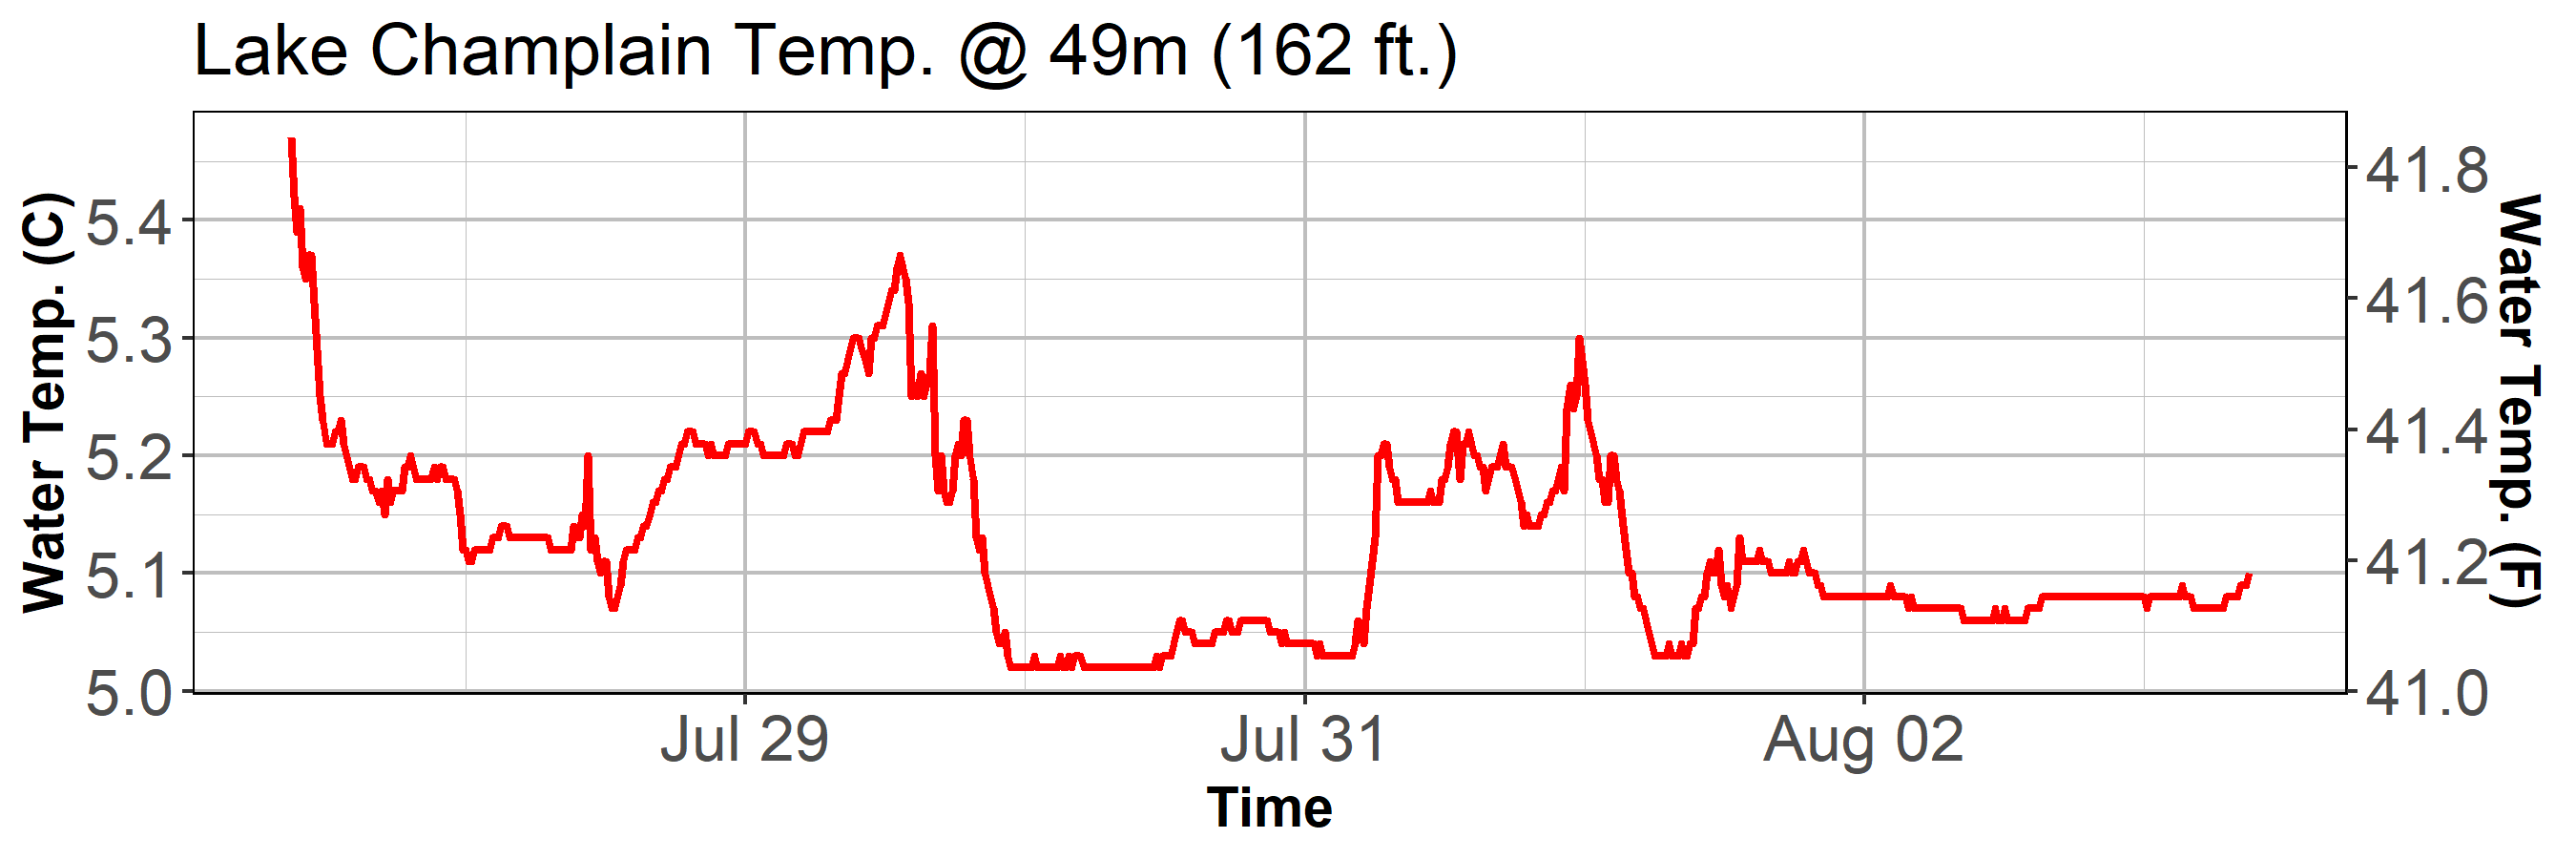 Lake Champlain Temp. @ 49m (162 ft.)
Water Temp. (C)
5.4
5.3
5.2
5.1
5.0
41.8
41.6
41.4
41.2
41.0
Water Temp. (F)
Jul 29
Jul 31
Aug 02
Time